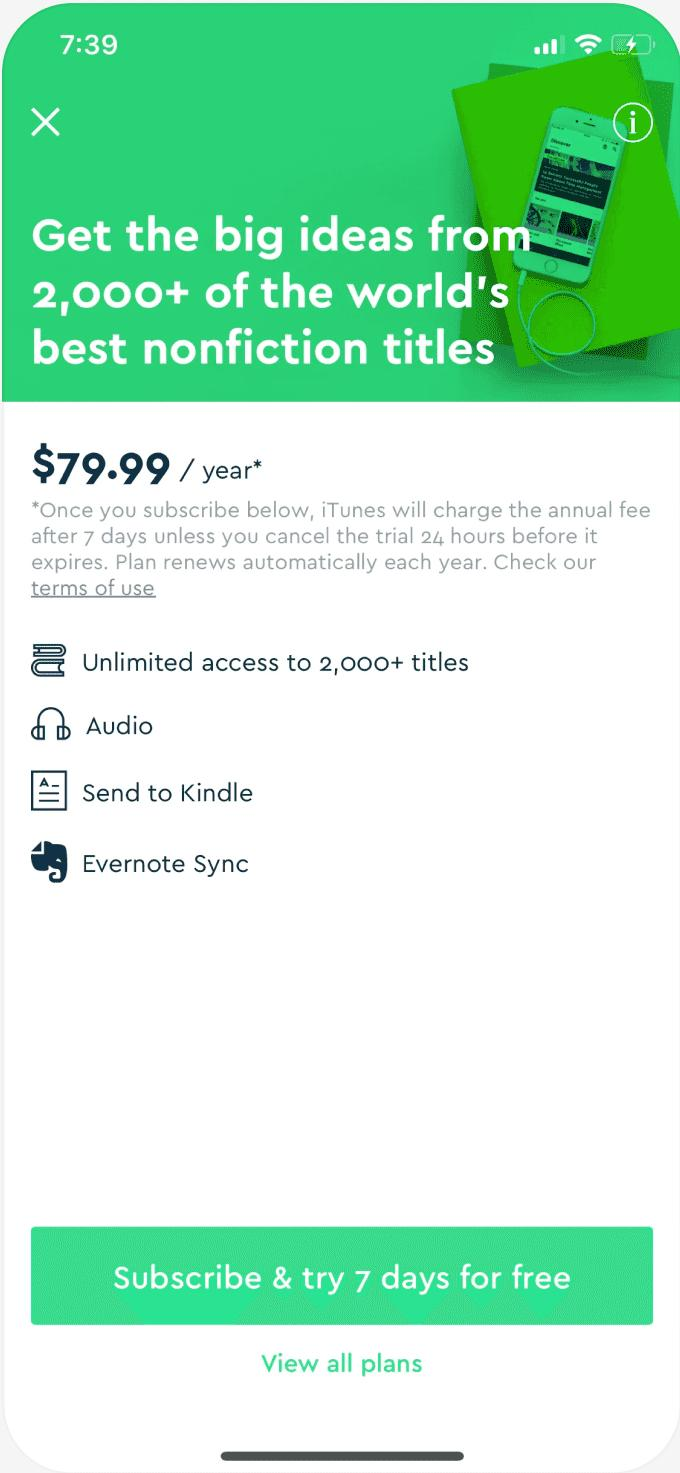 7:39
Get the big ideas from
2,000+ of the world's
best nonfiction titles
$79.99 / year*
*Once you subscribe below, iTunes will charge the annual fee
after 7 days unless you cancel the trial 24 hours before it
expires. Plan renews automatically each year. Check our
terms of use
Unlimited access to 2,000+ titles
Audio
Send to Kindle
Evernote Sync
Subscribe & try 7 days for free
View all plans